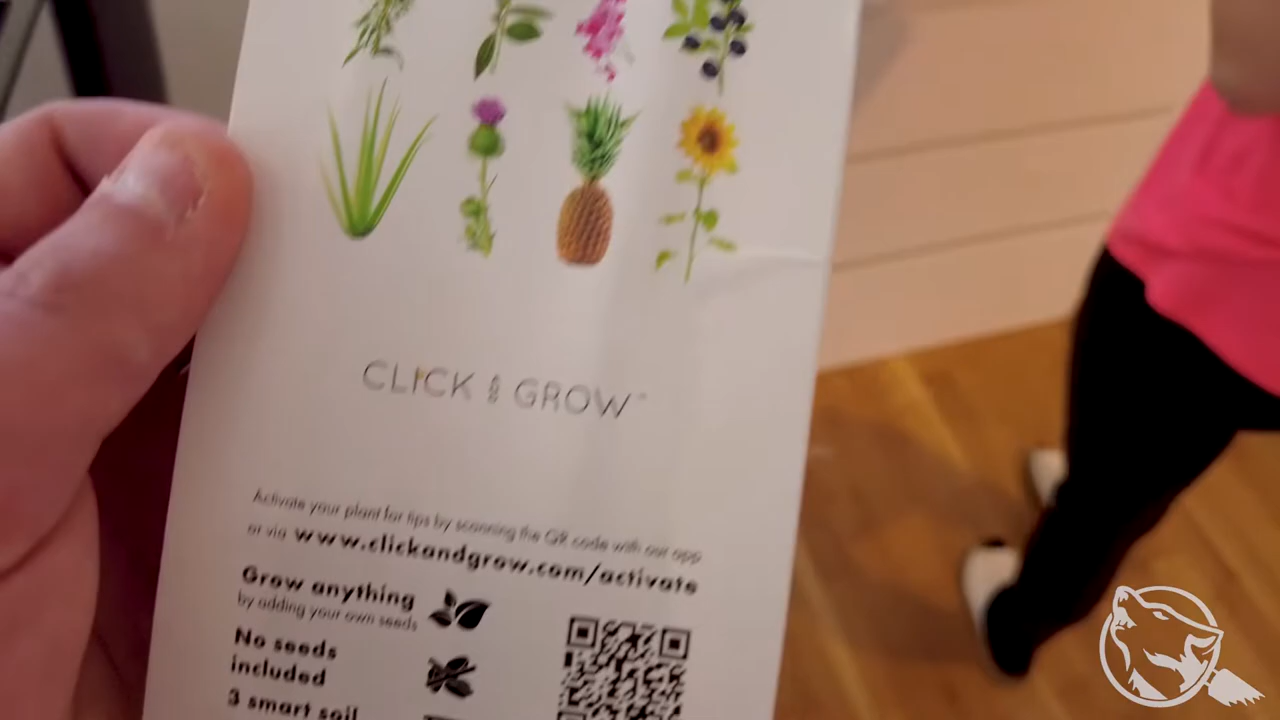 CLICK & GROW™
Activate your plant for tips by scanning the QR code with our app
or via www.clickandgrow.com/activate
Grow anything
by adding your own seeds
No seeds
included
3 smart soil